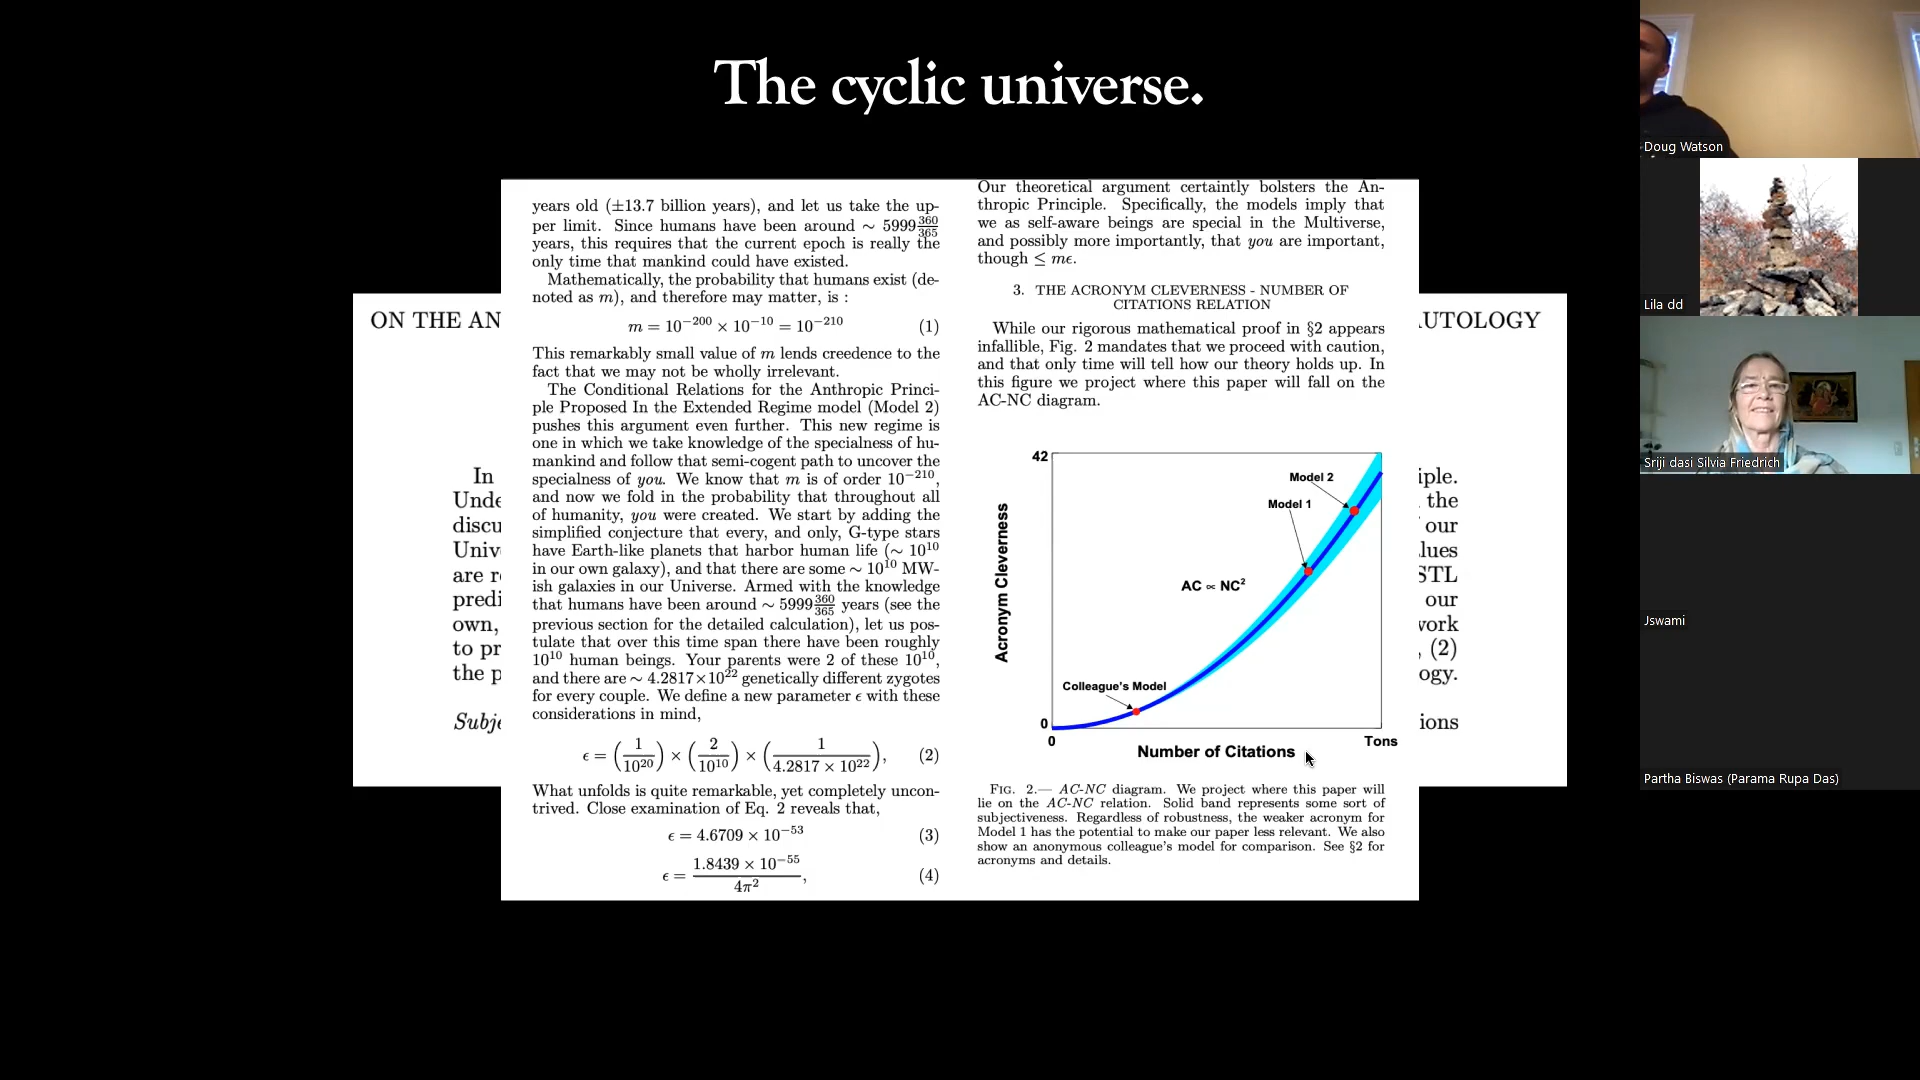 The cyclic universe.
ON THE AN
In
Unde
discu
Univ
are r
predi
own,
to pr
the p
Subje
years old (±13.7 billion years), and let us take the up-
per limit. Since humans have been around ∼ 5999 360/365
years, this requires that the current epoch is really the
only time that mankind could have existed.
Mathematically, the probability that humans exist (de-
noted as m), and therefore may matter, is :
m = 10⁻²⁰⁰ × 10⁻¹⁰ = 10⁻²¹⁰ (1)
This remarkably small value of m lends creedence to the
fact that we may not be wholly irrelevant.
The Conditional Relations for the Anthropic Princi-
ple Proposed In the Extended Regime model (Model 2)
pushes this argument even further. This new regime is
one in which we take knowledge of the specialness of hu-
mankind and follow that semi-cogent path to uncover the
specialness of you. We know that m is of order 10⁻²¹⁰,
and now we fold in the probability that throughout all
of humanity, you were created. We start by adding the
simplified conjecture that every, and only, G-type stars
have Earth-like planets that harbor human life (∼ 10¹⁰
in our own galaxy), and that there are some ∼ 10¹⁰ MW-
ish galaxies in our Universe. Armed with the knowledge
that humans have been around ∼ 5999 360/365 years (see the
previous section for the detailed calculation), let us pos-
tulate that over this time span there have been roughly
10¹⁰ human beings. Your parents were 2 of these 10¹⁰,
and there are ∼ 4.2817×10²² genetically different zygotes
for every couple. We define a new parameter ϵ with these
considerations in mind,
ϵ = (1/10²⁰) × (2/10¹⁰) × (1/4.2817 × 10²²), (2)
What unfolds is quite remarkable, yet completely uncon-
trived. Close examination of Eq. 2 reveals that,
ϵ = 4.6709 × 10⁻⁵³ (3)
ϵ = 1.8439 × 10⁻⁵⁵/4π², (4)
Our theoretical argument certaintly bolsters the An-
thropic Principle. Specifically, the models imply that
we as self-aware beings are special in the Multiverse,
and possibly more importantly, that you are important,
though ≤ mϵ.
3. THE ACRONYM CLEVERNESS - NUMBER OF
CITATIONS RELATION
While our rigorous mathematical proof in §2 appears
infallible, Fig. 2 mandates that we proceed with caution,
and that only time will tell how our theory holds up. In
this figure we project where this paper will fall on the
AC-NC diagram.
42
Model 2
Model 1
Acronym Cleverness
AC ∝ NC²
Colleague's Model
0
0
Tons
Number of Citations
FIG. 2.— AC-NC diagram. We project where this paper will
lie on the AC-NC relation. Solid band represents some sort of
subjectiveness. Regardless of robustness, the weaker acronym for
Model 1 has the potential to make our paper less relevant. We also
show an anonymous colleague's model for comparison. See §2 for
acronyms and details.
UTOLOGY
iple.
the
our
lues
STL
our
work
, (2)
ogy.
ions
Doug Watson
Lila dd
Sriji dasi Silvia Friedrich
Jswami
Partha Biswas (Parama Rupa Das)